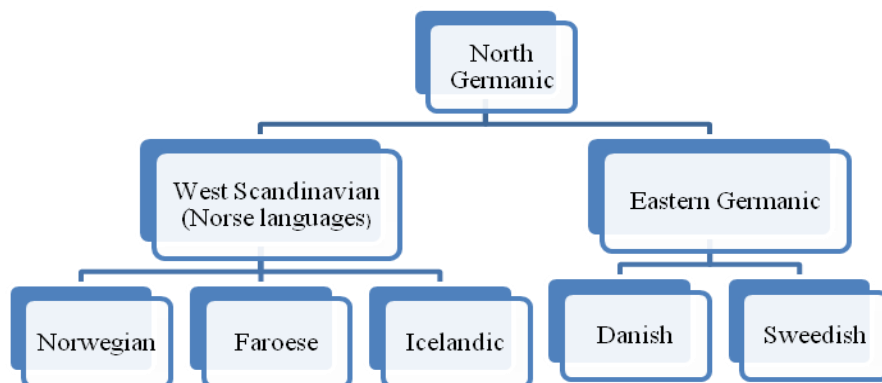 North
Germanic
West Scandinavian
(Norse languages)
Eastern Germanic
Norwegian
Faroese
Icelandic
Danish
Sweedish